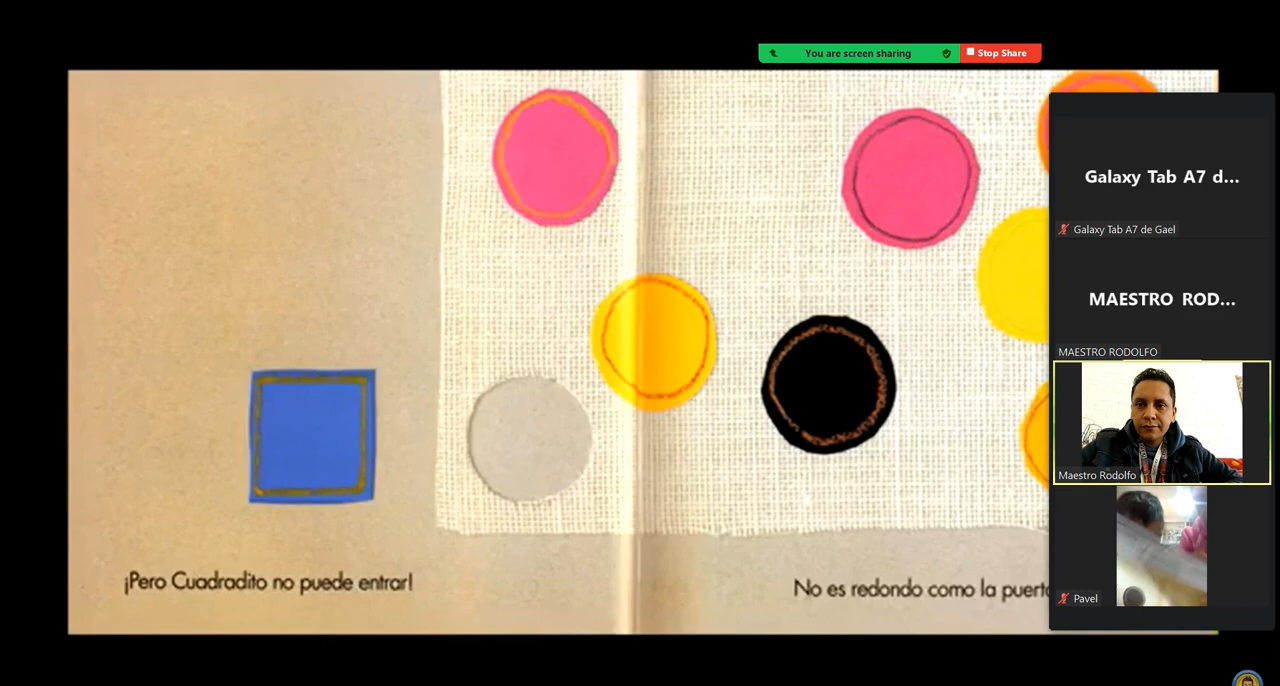 You are screen sharing
Stop Share
Galaxy Tab A7 d...
Galaxy Tab A7 de Gael
MAESTRO ROD...
MAESTRO RODOLFO
Maestro Rodolfo
Pavel
¡Pero Cuadradito no puede entrar!
No es redondo como la puert